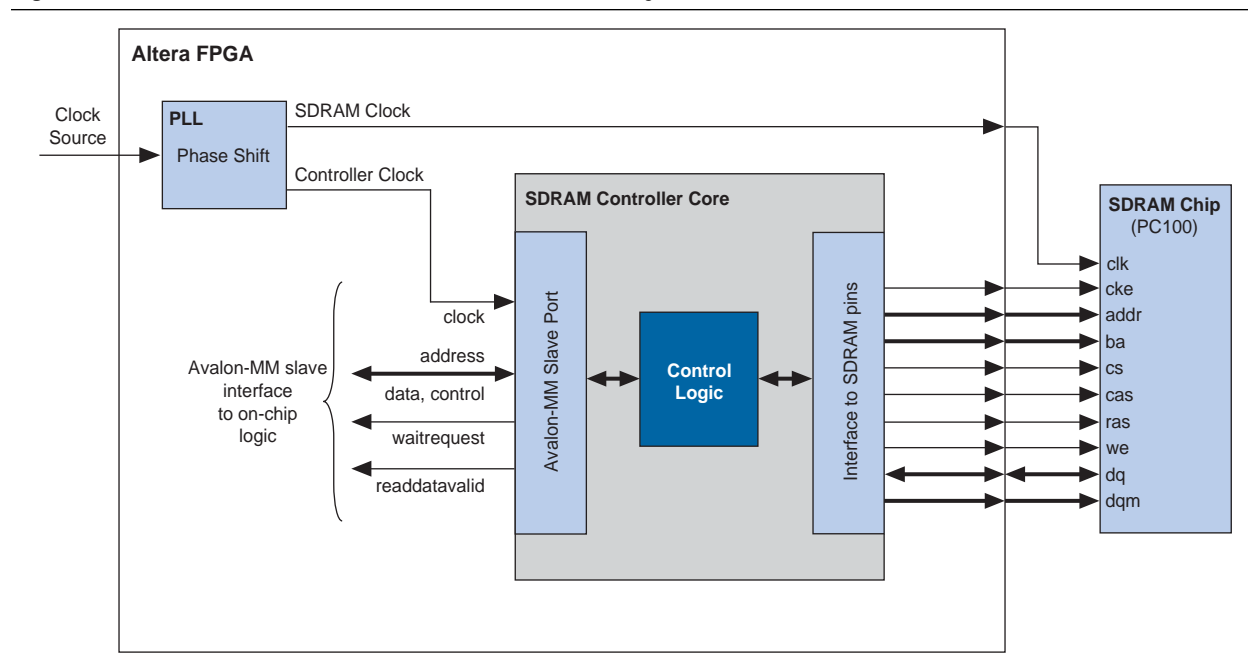 Altera FPGA
Clock
Source
PLL
Phase Shift
SDRAM Clock
Controller Clock
SDRAM Controller Core
SDRAM Chip
(PC100)
Avalon-MM slave
interface
to on-chip
logic
clock
address
data, control
waitrequest
readdatavalid
Avalon-MM Slave Port
Control
Logic
Interface to SDRAM pins
clk
cke
addr
ba
cs
cas
ras
we
dq
dqm